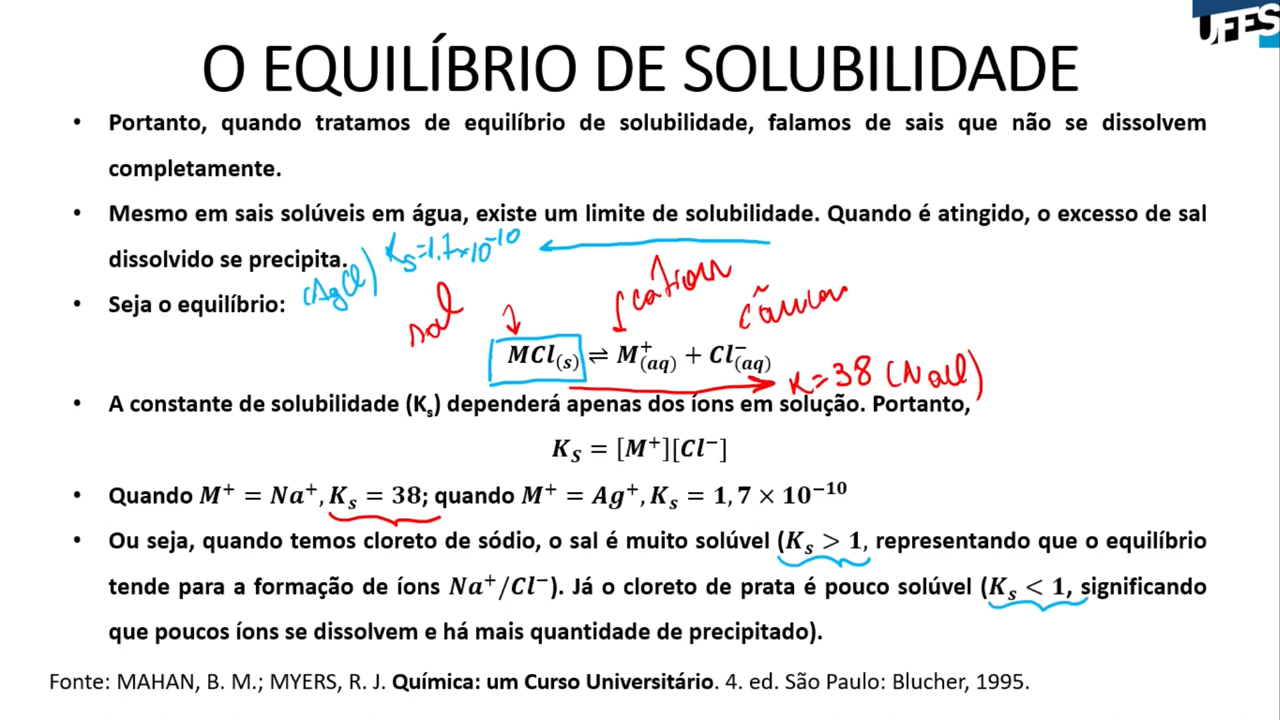 UFES
O EQUILÍBRIO DE SOLUBILIDADE
• Portanto, quando tratamos de equilíbrio de solubilidade, falamos de sais que não se dissolvem
completamente.
• Mesmo em sais solúveis em água, existe um limite de solubilidade. Quando é atingido, o excesso de sal
dissolvido se precipita.
(AgCl) Ks=1.7×10^-10
• Seja o equilíbrio:
sal
cátion
MCl(s) ⇌ M+(aq) + Cl−(aq)
K=38 (NaCl)
• A constante de solubilidade (Ks) dependerá apenas dos íons em solução. Portanto,
KS = [M+][Cl−]
• Quando M+ = Na+, Ks = 38; quando M+ = Ag+, Ks = 1,7 × 10−10
• Ou seja, quando temos cloreto de sódio, o sal é muito solúvel (Ks > 1, representando que o equilíbrio
tende para a formação de íons Na+/Cl−). Já o cloreto de prata é pouco solúvel (Ks < 1, significando
que poucos íons se dissolvem e há mais quantidade de precipitado).
Fonte: MAHAN, B. M.; MYERS, R. J. Química: um Curso Universitário. 4. ed. São Paulo: Blucher, 1995.